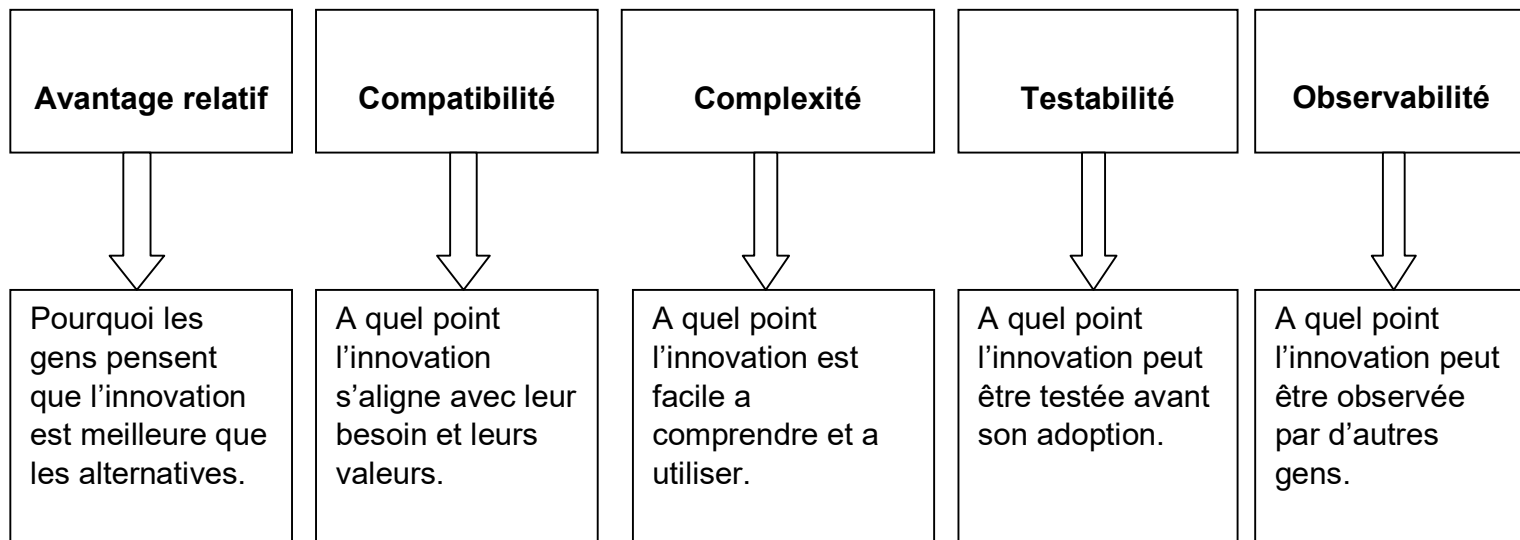 Avantage relatif
Compatibilité
Complexité
Testabilité
Observabilité
Pourquoi les
gens pensent
que l’innovation
est meilleure que
les alternatives.
A quel point
l’innovation
s’aligne avec leur
besoin et leurs
valeurs.
A quel point
l’innovation est
facile a
comprendre et a
utiliser.
A quel point
l’innovation peut
être testée avant
son adoption.
A quel point
l’innovation peut
être observée
par d’autres
gens.